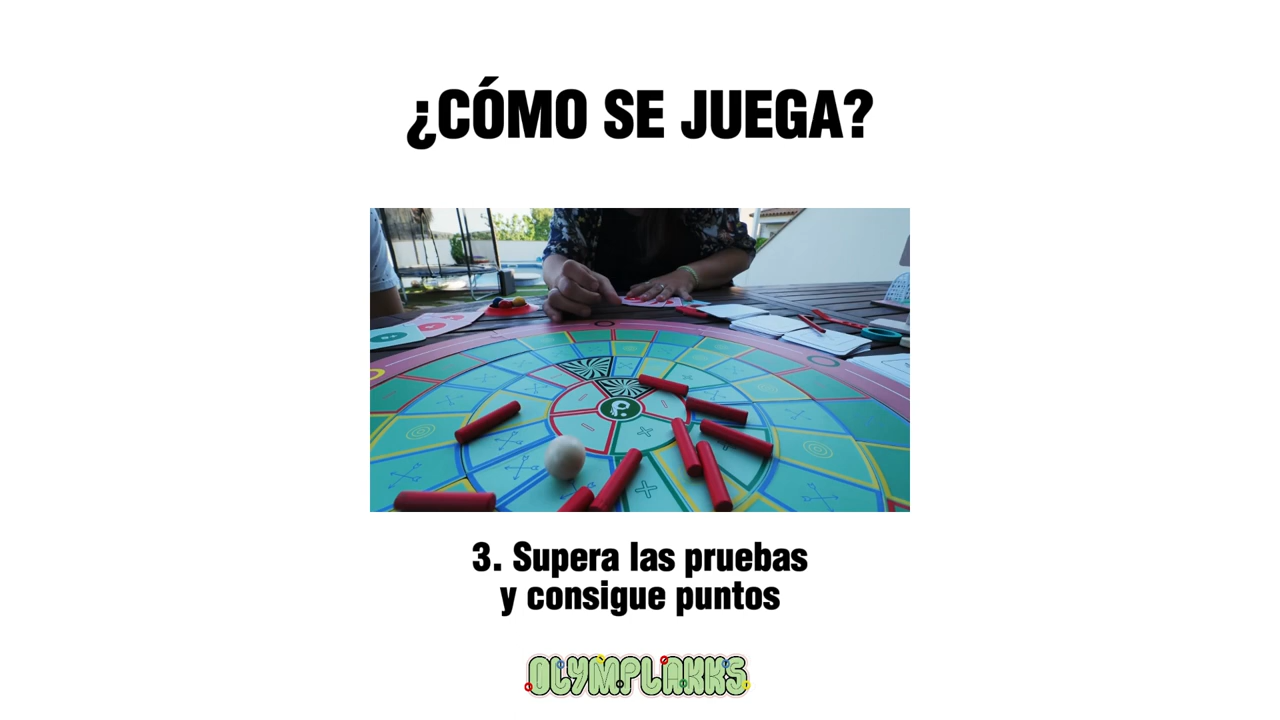 ¿CÓMO SE JUEGA?
3. Supera las pruebas
y consigue puntos
OLYMPLAKKS